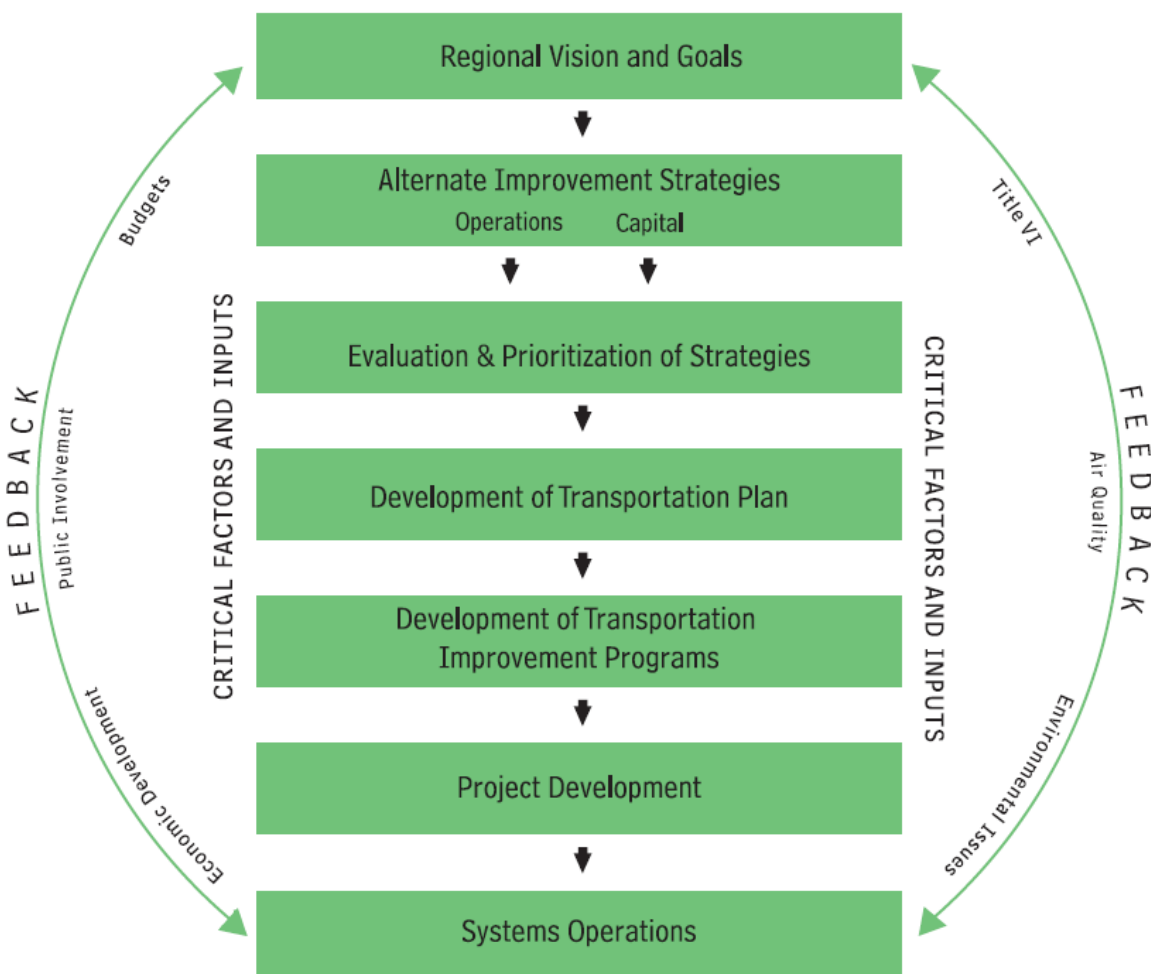 Regional Vision and Goals
Alternate Improvement Strategies
Operations Capital
Evaluation & Prioritization of Strategies
Development of Transportation Plan
Development of Transportation
Improvement Programs
Project Development
Systems Operations
FEEDBACK
Budgets
Public Involvement
Economic Development
CRITICAL FACTORS AND INPUTS
CRITICAL FACTORS AND INPUTS
Title VI
Air Quality
Environmental Issues
FEEDBACK